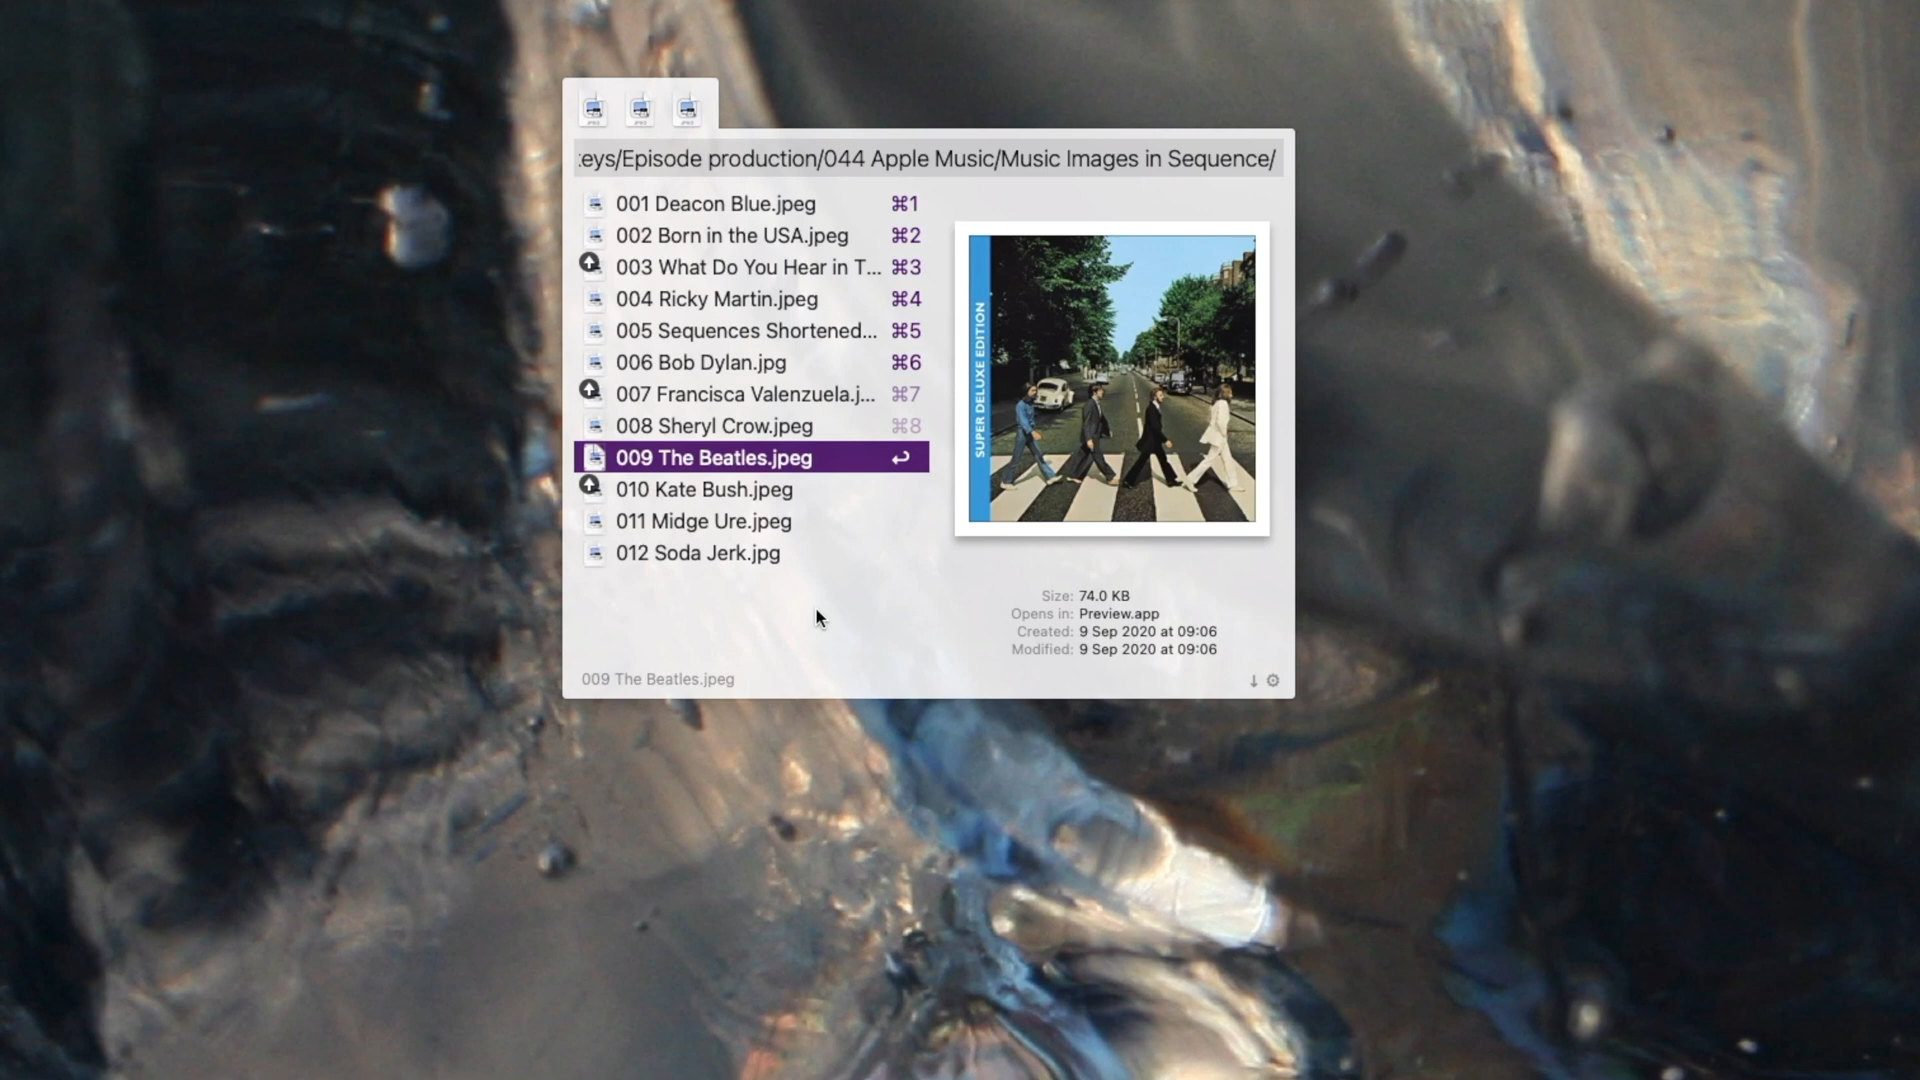 JPEG JPEG JPEG
:eys/Episode production/044 Apple Music/Music Images in Sequence/
001 Deacon Blue.jpeg ⌘1
002 Born in the USA.jpeg ⌘2
003 What Do You Hear in T... ⌘3
004 Ricky Martin.jpeg ⌘4
005 Sequences Shortened... ⌘5
006 Bob Dylan.jpg ⌘6
007 Francisca Valenzuela.j... ⌘7
008 Sheryl Crow.jpeg ⌘8
009 The Beatles.jpeg
010 Kate Bush.jpeg
011 Midge Ure.jpeg
012 Soda Jerk.jpg
SUPER DELUXE EDITION
Size: 74.0 KB
Opens in: Preview.app
Created: 9 Sep 2020 at 09:06
Modified: 9 Sep 2020 at 09:06
009 The Beatles.jpeg